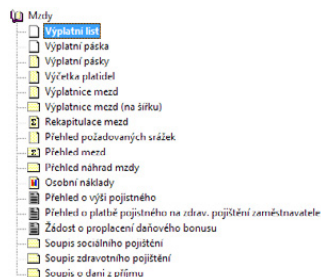 Mzdy
Výplatní list
Výplatní páska
Výplatní pásky
Výčetka platidel
Výplatnice mezd
Výplatnice mezd (na šířku)
Rekapitulace mezd
Přehled požadovaných srážek
Přehled mezd
Přehled náhrad mzdy
Osobní náklady
Přehled o výši pojistného
Přehled o platbě pojistného na zdrav. pojištění zaměstnavatele
Žádost o proplacení daňového bonusu
Soupis sociálního pojištění
Soupis zdravotního pojištění
Soupis o dani z příjmu